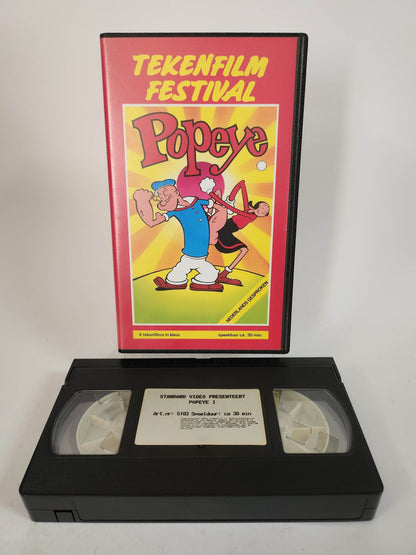 TEKENFILM
FESTIVAL
Popeye
NEDERLANDS GESPROKEN
4 tekenfilms in kleur
speelduur ca. 30 min.
STANDARD VIDEO PRESENTEERT
POPEYE I
Art.nr: 5103 Speelduur: ca 30 min